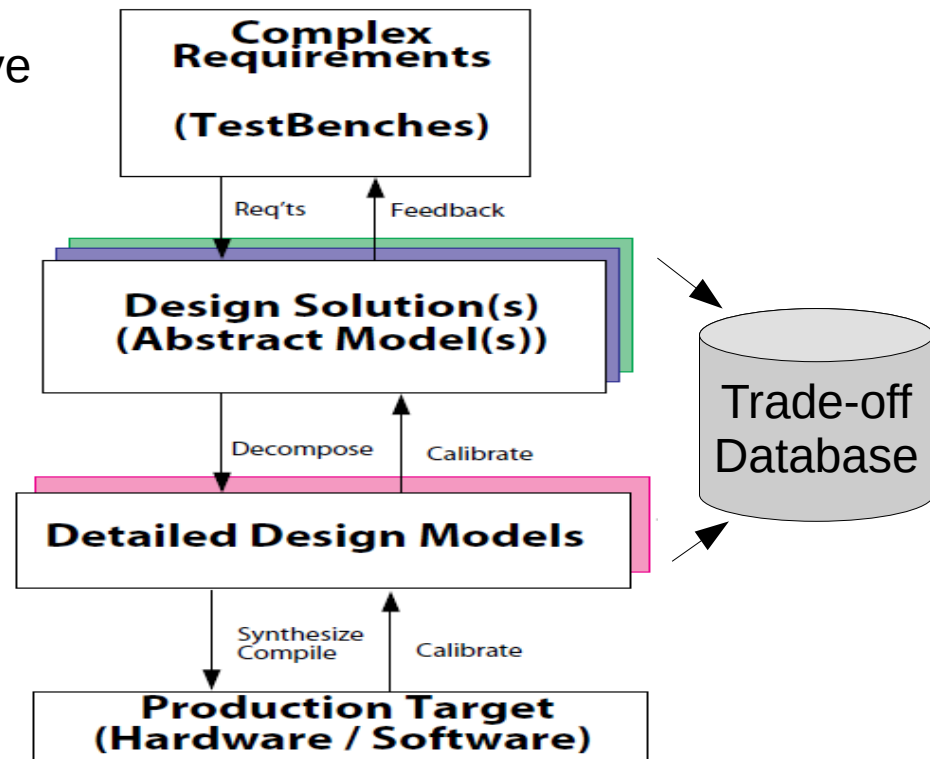 ve
Complex
Requirements
(TestBenches)
Req'ts
Feedback
Design Solution(s)
(Abstract Model(s))
Trade-off
Database
Decompose
Calibrate
Detailed Design Models
Synthesize
Compile
Calibrate
Production Target
(Hardware / Software)